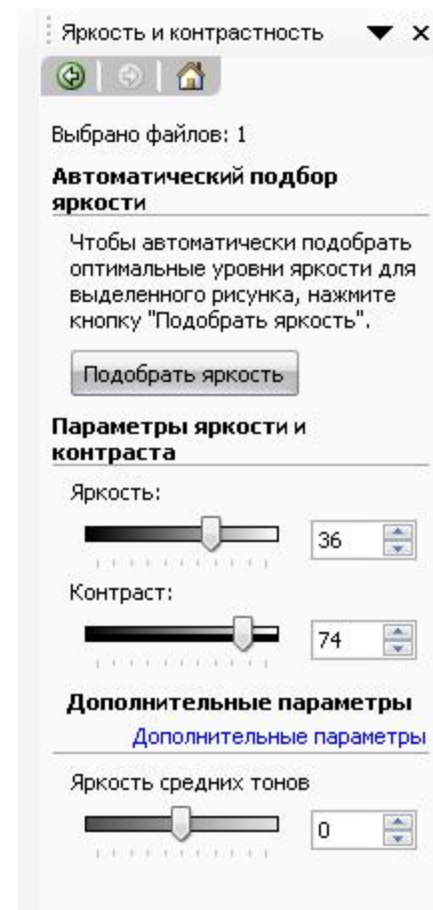 Яркость и контрастность
Выбрано файлов: 1
Автоматический подбор
яркости
Чтобы автоматически подобрать
оптимальные уровни яркости для
выделенного рисунка, нажмите
кнопку "Подобрать яркость".
Подобрать яркость
Параметры яркости и
контраста
Яркость:
36
Контраст:
74
Дополнительные параметры
Дополнительные параметры
Яркость средних тонов
0